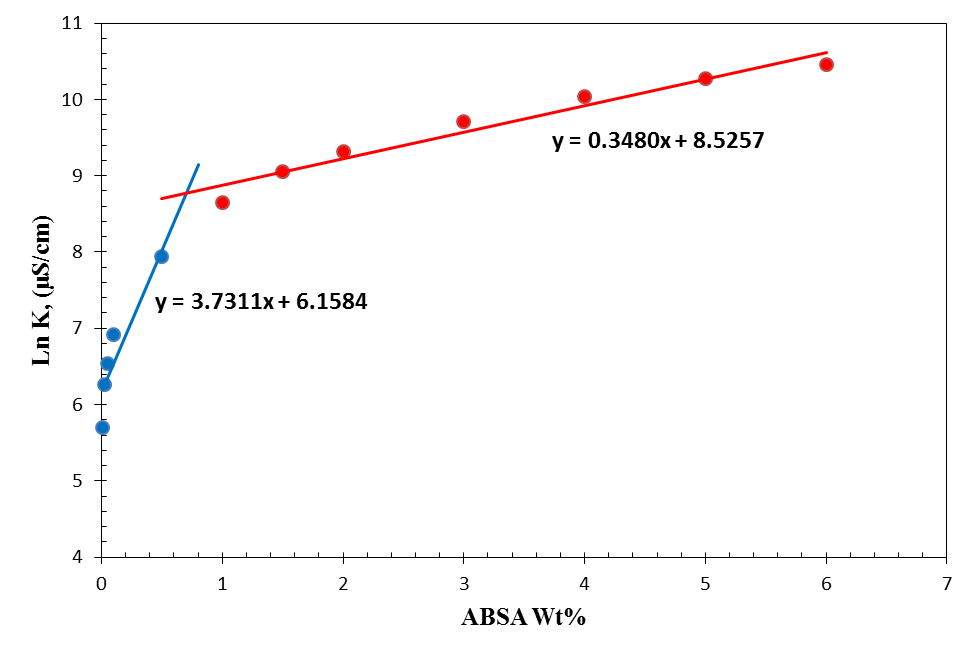 11
10
9
8
7
6
5
4
Ln K, (µS/cm)
y = 0.3480x + 8.5257
y = 3.7311x + 6.1584
0 1 2 3 4 5 6 7
ABSA Wt%